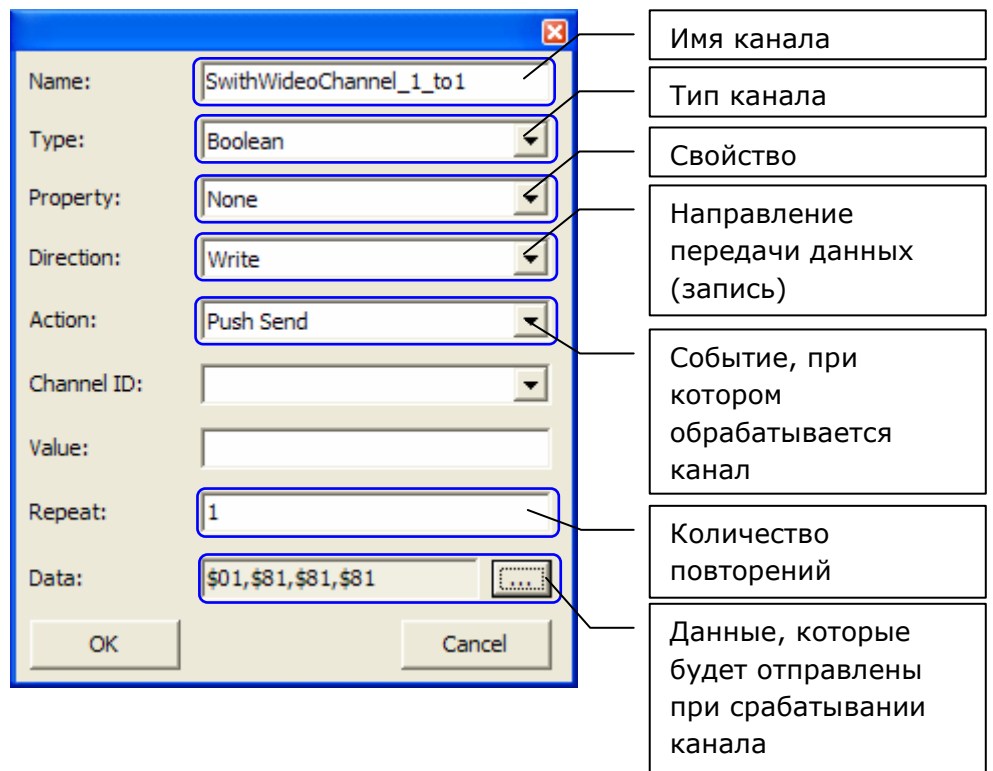 Name:
SwithWideoChannel_1_to1
Type:
Boolean
Property:
None
Direction:
Write
Action:
Push Send
Channel ID:
Value:
Repeat:
1
Data:
$01,$81,$81,$81
...
OK
Cancel
Имя канала
Тип канала
Свойство
Направление
передачи данных
(запись)
Событие, при
котором
обрабатывается
канал
Количество
повторений
Данные, которые
будет отправлены
при срабатывании
канала